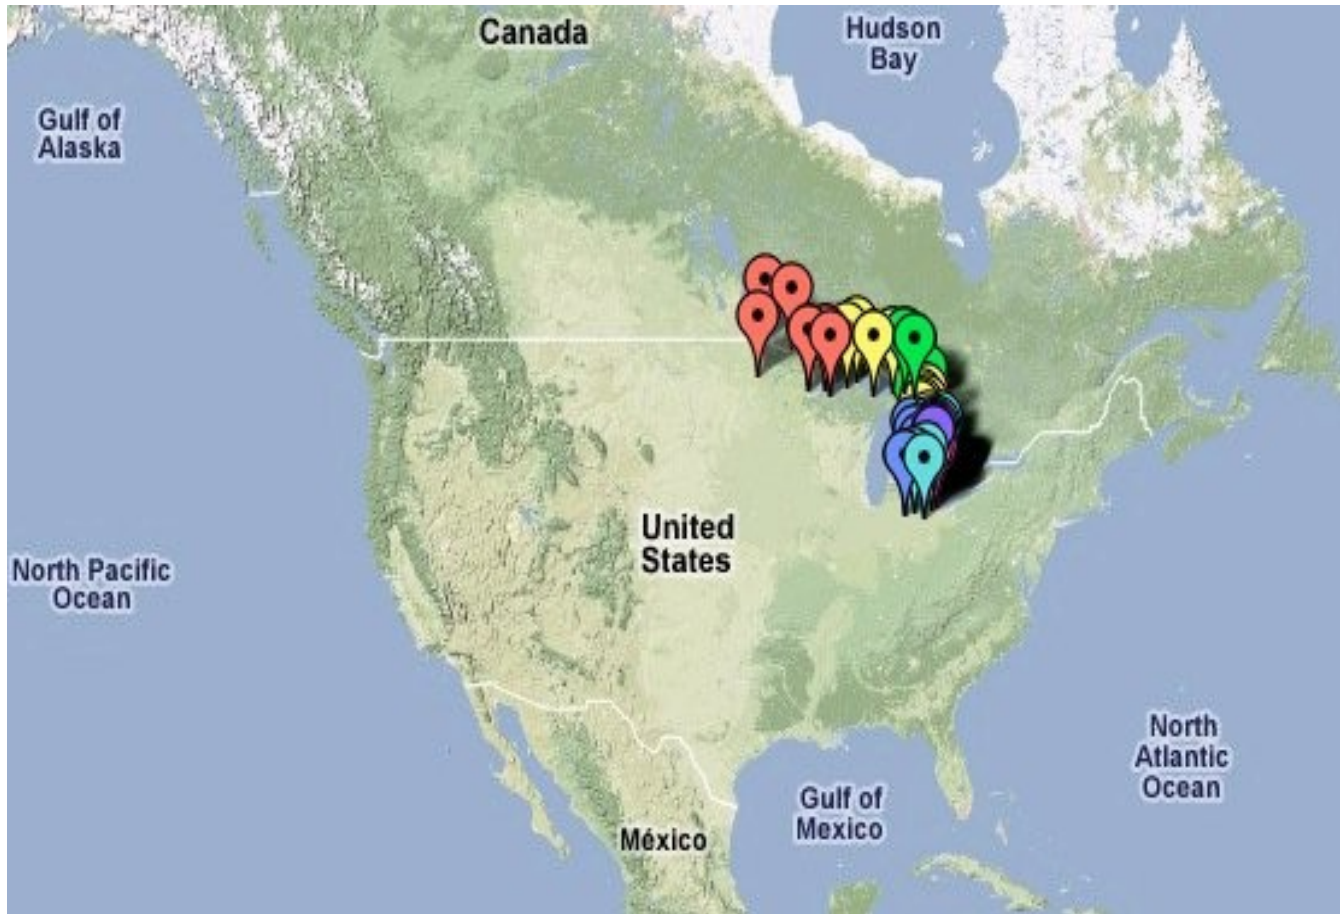 Canada
Hudson
Bay
Gulf of
Alaska
United
States
North Pacific
Ocean
North
Atlantic
Ocean
Gulf of
Mexico
México